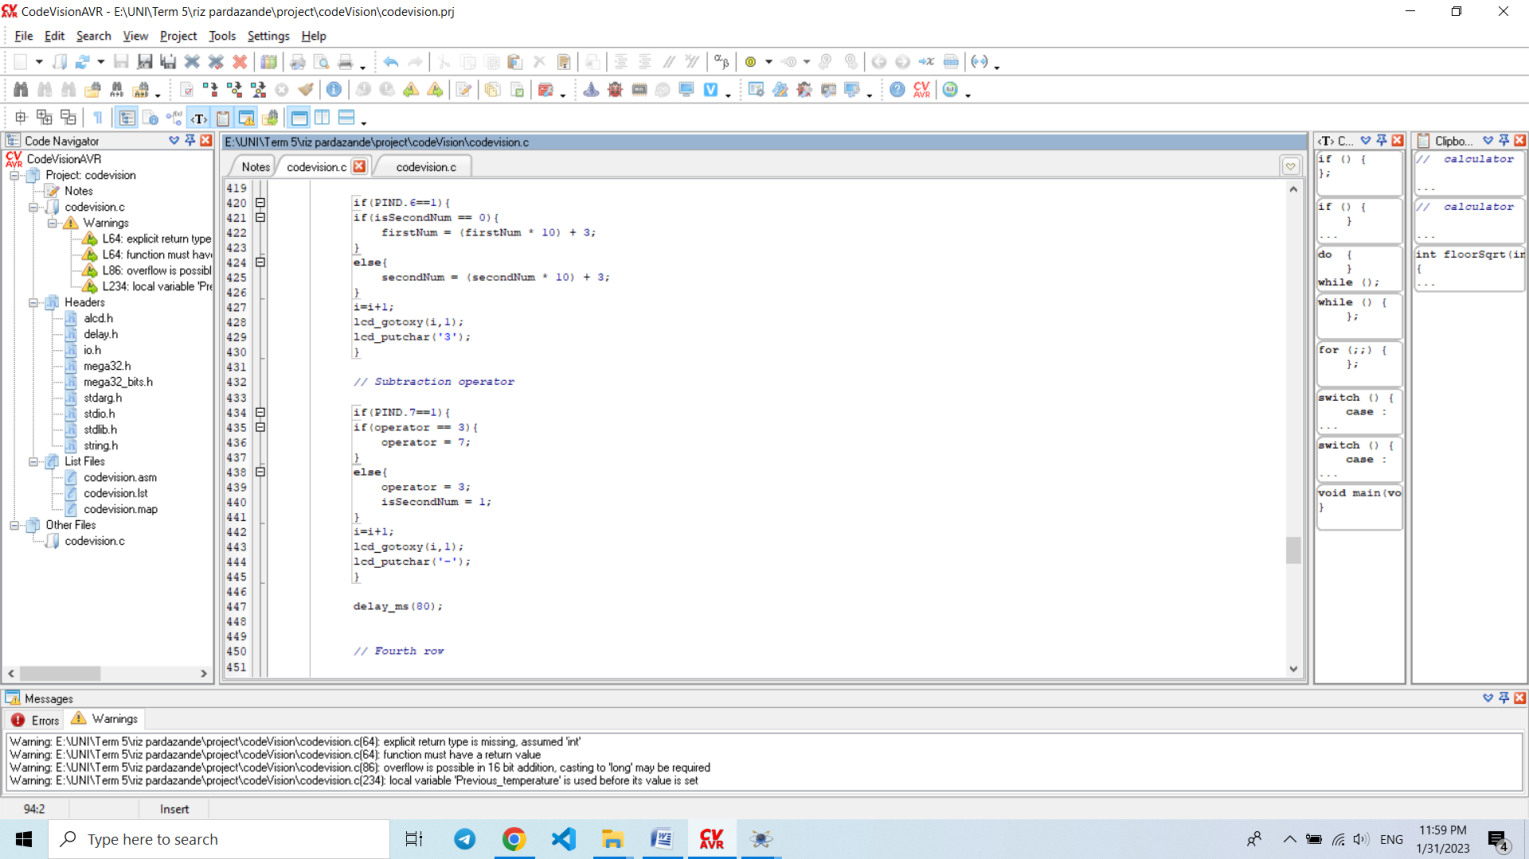 CodeVisionAVR - E:\UNI\Term 5\riz pardazande\project\codeVision\codevision.prj
File Edit Search View Project Tools Settings Help
Code Navigator
CodeVisionAVR
Project: codevision
Notes
codevision.c
Warnings
L64: explicit return type
L64: function must hav
L86: overflow is possibl
L234: local variable 'Pre
Headers
alcd.h
delay.h
io.h
mega32.h
mega32_bits.h
stdarg.h
stdio.h
stdlib.h
string.h
List Files
codevision.asm
codevision.lst
codevision.map
Other Files
codevision.c
E:\UNI\Term 5\riz pardazande\project\codeVision\codevision.c
Notes codevision.c codevision.c
419
420 if(PIND.6==1){
421 if(isSecondNum == 0){
422 firstNum = (firstNum * 10) + 3;
423 }
424 else{
425 secondNum = (secondNum * 10) + 3;
426 }
427 i=i+1;
428 lcd_gotoxy(i,1);
429 lcd_putchar('3');
430 }
431
432 // Subtraction operator
433
434 if(PIND.7==1){
435 if(operator == 3){
436 operator = 7;
437 }
438 else{
439 operator = 3;
440 isSecondNum = 1;
441 }
442 i=i+1;
443 lcd_gotoxy(i,1);
444 lcd_putchar('-');
445 }
446
447 delay_ms(80);
448
449
450 // Fourth row
451
<T> C...
if () {
};
if () {
}
...
do {
}
while ();
while () {
};
for (;;) {
};
switch () {
case :
...
switch () {
case :
...
void main(vo
}
Clipbo...
// calculator
...
// calculator
...
int floorSqrt(in
{
...
Messages
Errors Warnings
Warning: E:\UNI\Term 5\riz pardazande\project\codeVision\codevision.c(64): explicit return type is missing, assumed 'int'
Warning: E:\UNI\Term 5\riz pardazande\project\codeVision\codevision.c(64): function must have a return value
Warning: E:\UNI\Term 5\riz pardazande\project\codeVision\codevision.c(86): overflow is possible in 16 bit addition, casting to 'long' may be required
Warning: E:\UNI\Term 5\riz pardazande\project\codeVision\codevision.c(234): local variable 'Previous_temperature' is used before its value is set
94:2 Insert
Type here to search
CV AVR
ENG
11:59 PM
1/31/2023
4